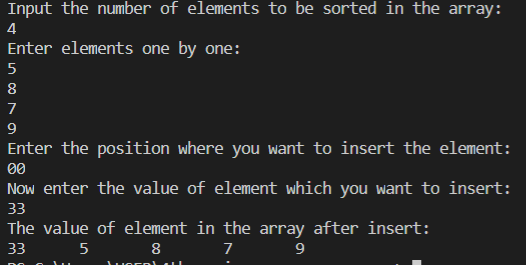 Input the number of elements to be sorted in the array:
4
Enter elements one by one:
5
8
7
9
Enter the position where you want to insert the element:
00
Now enter the value of element which you want to insert:
33
The value of element in the array after insert:
33 5 8 7 9